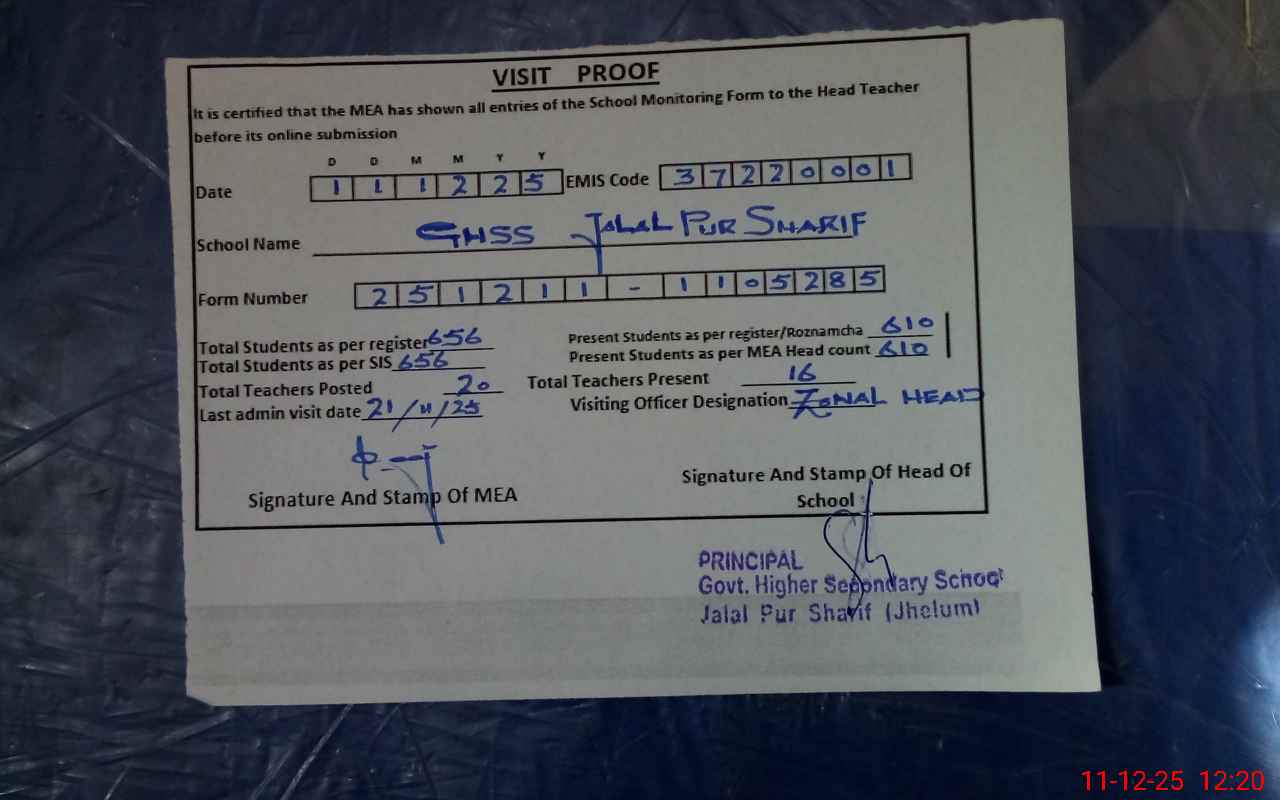 VISIT PROOF
It is certified that the MEA has shown all entries of the School Monitoring Form to the Head Teacher
before its online submission
D D M M Y Y
Date 1 1 1 2 2 5 EMIS Code 3 7 2 2 0 0 0 1
School Name GHSS Jalal Pur Sharif
Form Number 2 5 1 2 1 1 - 1 1 0 5 2 8 5
Total Students as per register 656 Present Students as per register/Roznamcha 610
Total Students as per SIS 656 Present Students as per MEA Head count 610
Total Teachers Posted 20 Total Teachers Present 16
Last admin visit date 21/11/25 Visiting Officer Designation ZONAL HEAD
Signature And Stamp Of MEA Signature And Stamp Of Head Of
School
PRINCIPAL
Govt. Higher Secondary School
Jalal Pur Sharif (Jhelum)
11-12-25 12:20